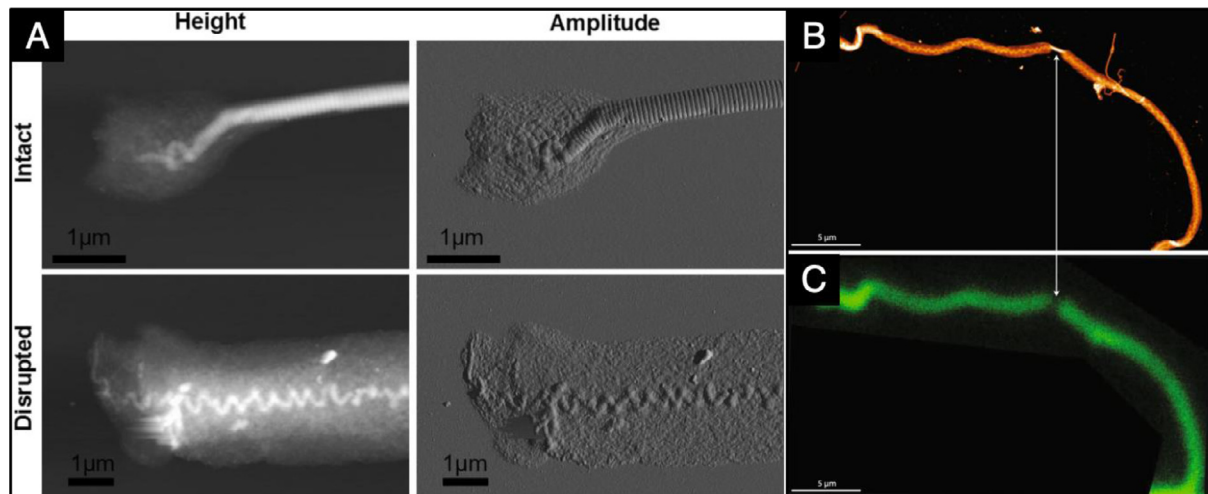 A
Height
Amplitude
B
Intact
1µm
1µm
5 µm
C
Disrupted
1µm
1µm
5 µm